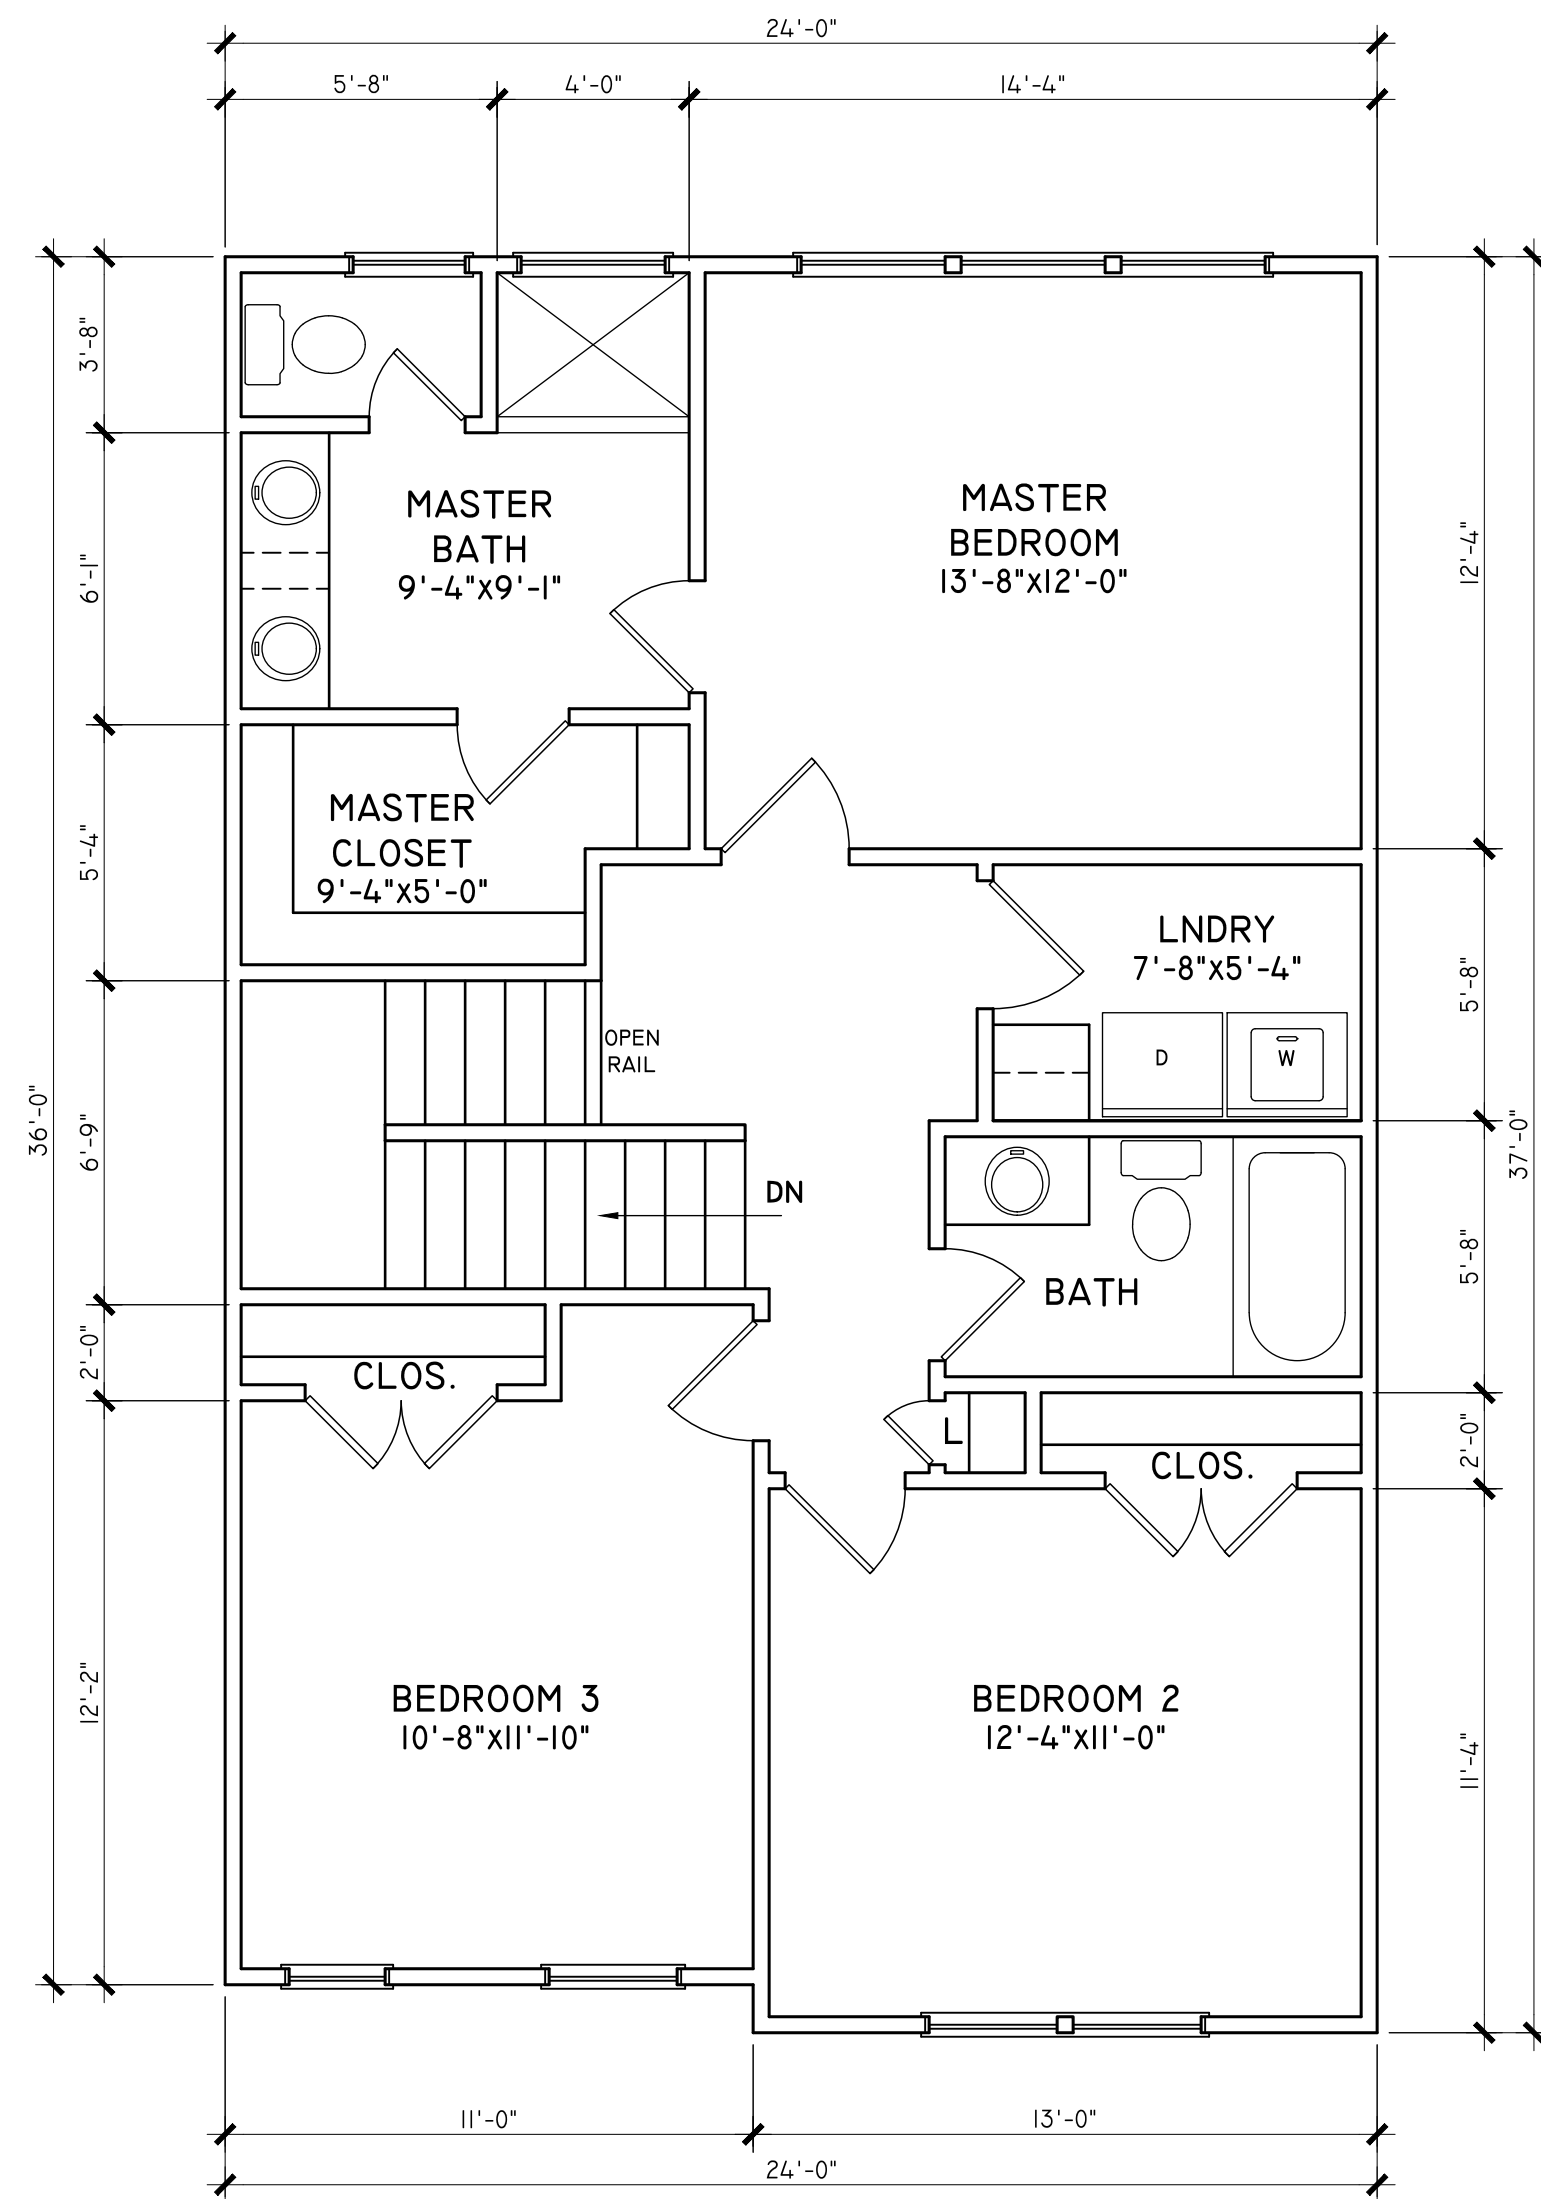 24'-0"
5'-8"
4'-0"
14'-4"
3'-8"
MASTER
BATH
9'-4"x9'-1"
MASTER
BEDROOM
13'-8"x12'-0"
6'-1"
12'-4"
MASTER
CLOSET
9'-4"x5'-0"
5'-4"
LNDRY
7'-8"x5'-4"
5'-8"
OPEN
RAIL
D
W
36'-0"
6'-9"
37'-0"
DN
BATH
5'-8"
2'-0"
CLOS.
L
CLOS.
2'-0"
BEDROOM 3
10'-8"x11'-10"
BEDROOM 2
12'-4"x11'-0"
12'-2"
11'-4"
11'-0"
13'-0"
24'-0"